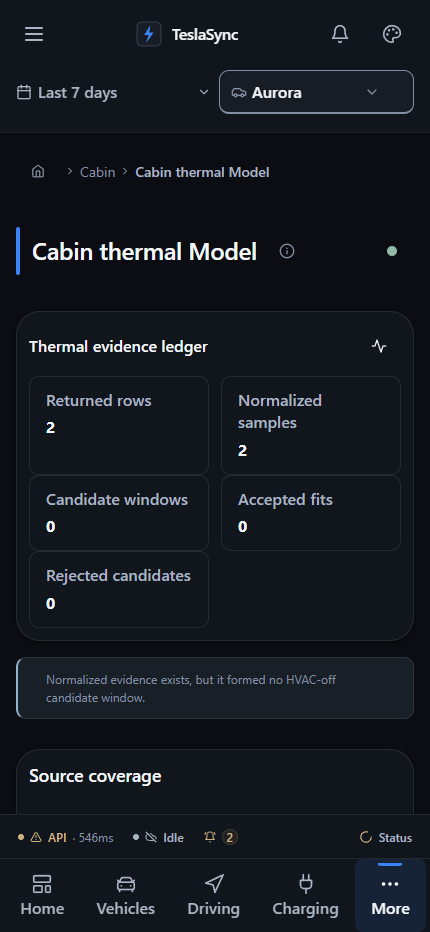 TeslaSync
Last 7 days
Aurora
Cabin
Cabin thermal Model
Cabin thermal Model
Thermal evidence ledger
Returned rows
2
Normalized
samples
2
Candidate windows
0
Accepted fits
0
Rejected candidates
0
Normalized evidence exists, but it formed no HVAC-off
candidate window.
Source coverage
API · 546ms
Idle
2
Status
Home
Vehicles
Driving
Charging
More